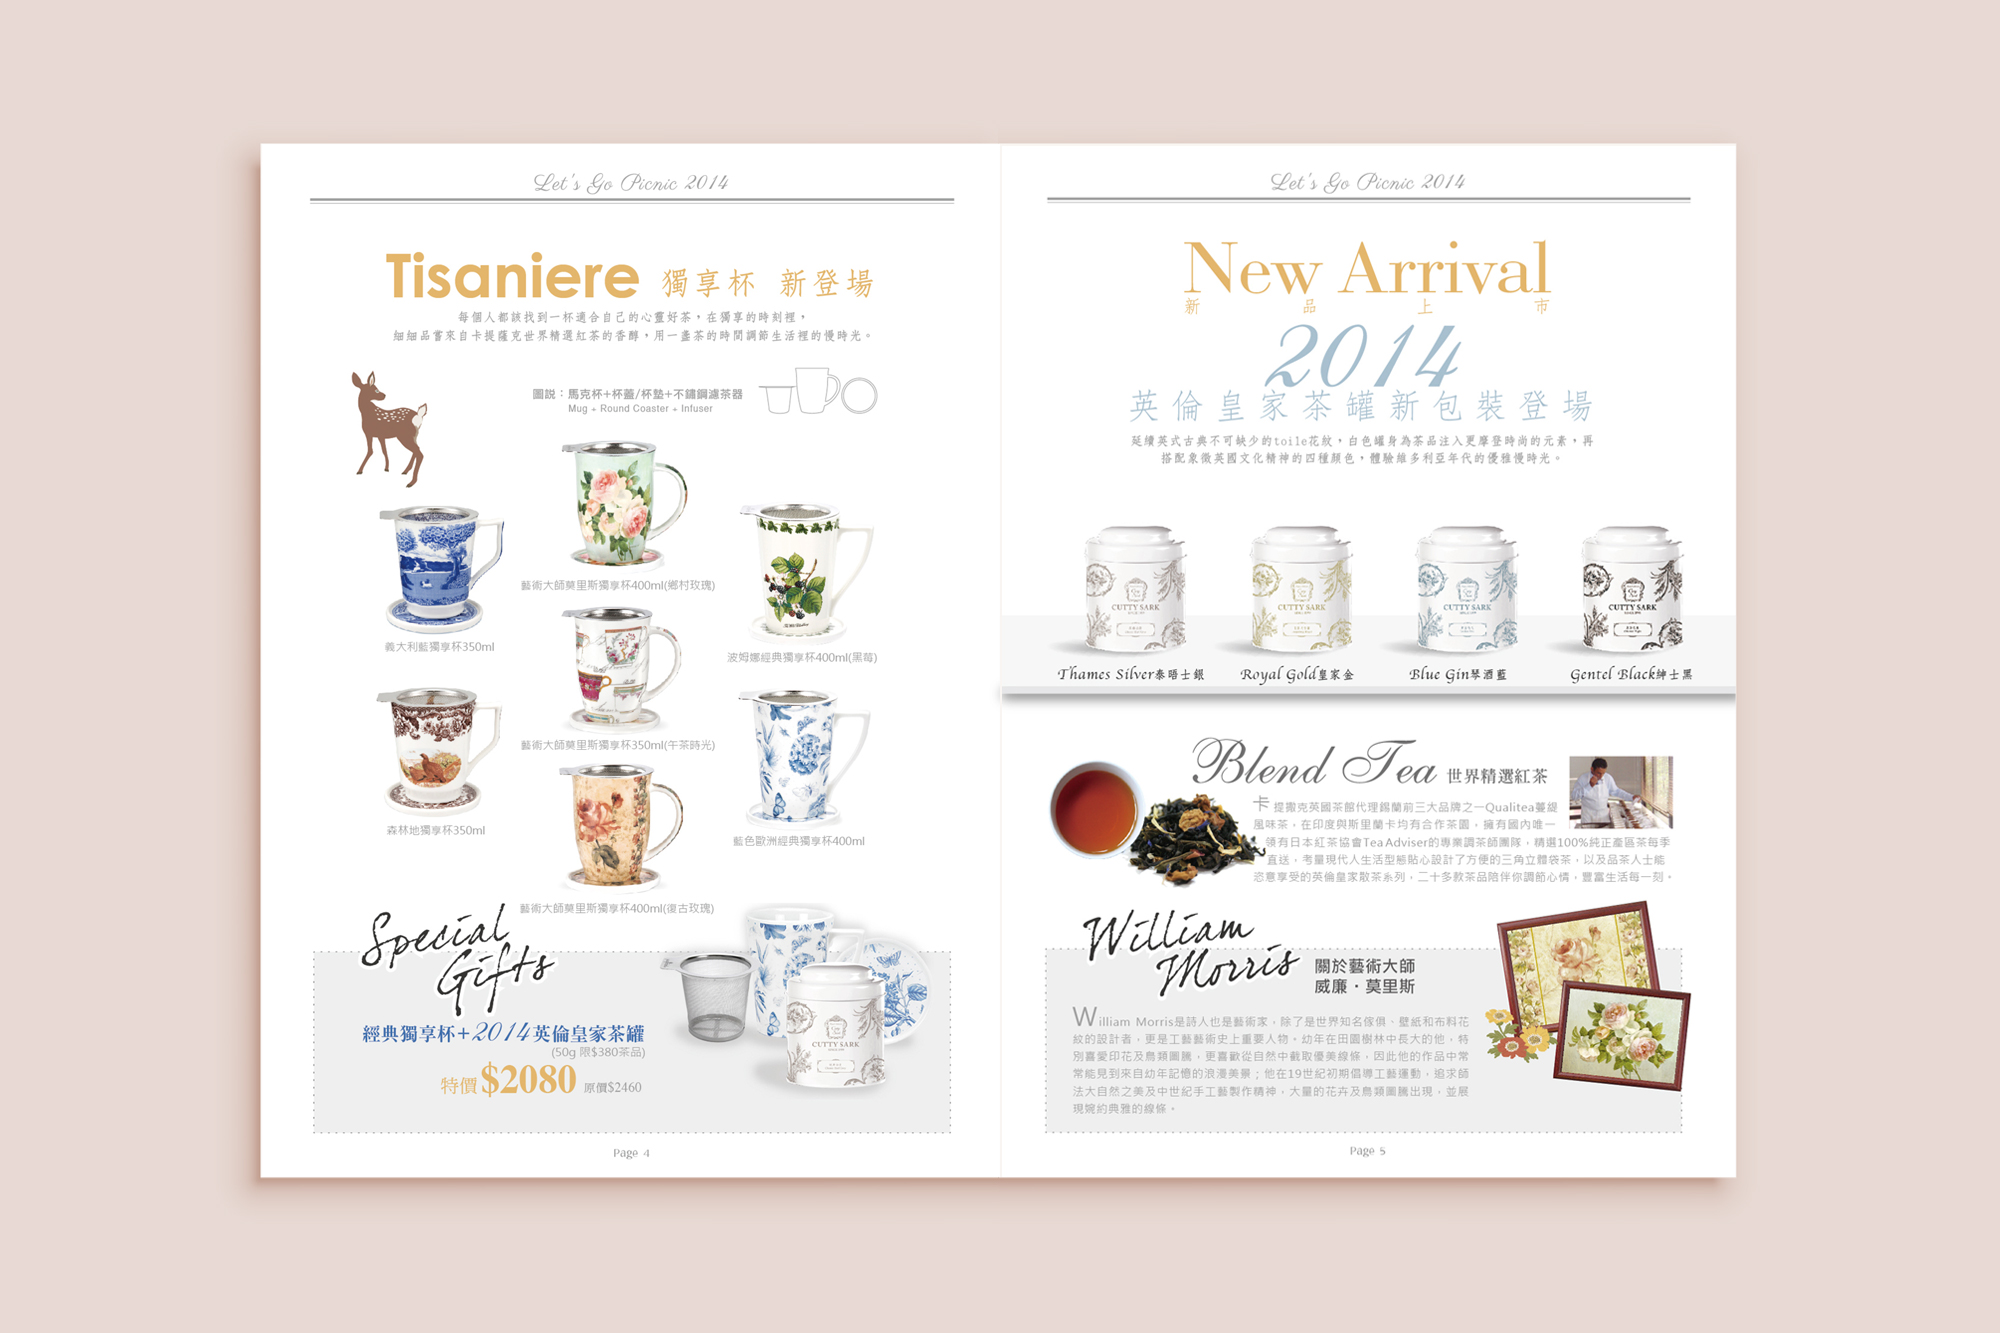 Let's Go Picnic 2014
Tisaniere 獨享杯 新登場
每個人都該找到一杯適合自己的心靈好茶，在獨享的時刻裡，
細細品嘗來自卡提薩克世界精選紅茶的香醇，用一盞茶的時間調節生活裡的慢時光。
圖說：馬克杯+杯蓋/杯墊+不鏽鋼濾茶器
Mug + Round Coaster + Infuser
藝術大師莫里斯獨享杯400ml(鄉村玫瑰)
義大利藍獨享杯350ml
波姆娜經典獨享杯400ml(黑莓)
藝術大師莫里斯獨享杯350ml(午茶時光)
森林地獨享杯350ml
藍色歐洲經典獨享杯400ml
藝術大師莫里斯獨享杯400ml(復古玫瑰)
Special
Gifts
經典獨享杯+2014英倫皇家茶罐
(50g 限$380茶品)
特價$2080 原價$2460
CUTTY SARK
Page 4
Let's Go Picnic 2014
New Arrival
新品上市
2014
英倫皇家茶罐新包裝登場
延續英式古典不可缺少的toile花紋，白色罐身為茶品注入更摩登時尚的元素，再
搭配象徵英國文化精神的四種顏色，體驗維多利亞年代的優雅慢時光。
CUTTY SARK
CUTTY SARK
CUTTY SARK
CUTTY SARK
Thames Silver泰晤士銀
Royal Gold皇家金
Blue Gin琴酒藍
Gentel Black紳士黑
Blend Tea 世界精選紅茶
卡提撒克英國茶館代理錫蘭前三大品牌之一Qualitea蔓緹
風味茶，在印度與斯里蘭卡均有合作茶園，擁有國內唯一
領有日本紅茶協會Tea Adviser的專業調茶師團隊，精選100%純正產區茶每季
直送，考量現代人生活型態貼心設計了方便的三角立體袋茶，以及品茶人士能
恣意享受的英倫皇家散茶系列，二十多款茶品陪伴你調節心情，豐富生活每一刻。
William
Morris
關於藝術大師
威廉·莫里斯
William Morris是詩人也是藝術家，除了是世界知名傢俱、壁紙和布料花
紋的設計者，更是工藝藝術史上重要人物。幼年在田園樹林中長大的他，特
別喜愛印花及鳥類圖騰，更喜歡從自然中截取優美線條，因此他的作品中常
常能見到來自幼年記憶的浪漫美景；他在19世紀初期倡導工藝運動，追求師
法大自然之美及中世紀手工藝製作精神，大量的花卉及鳥類圖騰出現，並展
現婉約典雅的線條。
Page 5